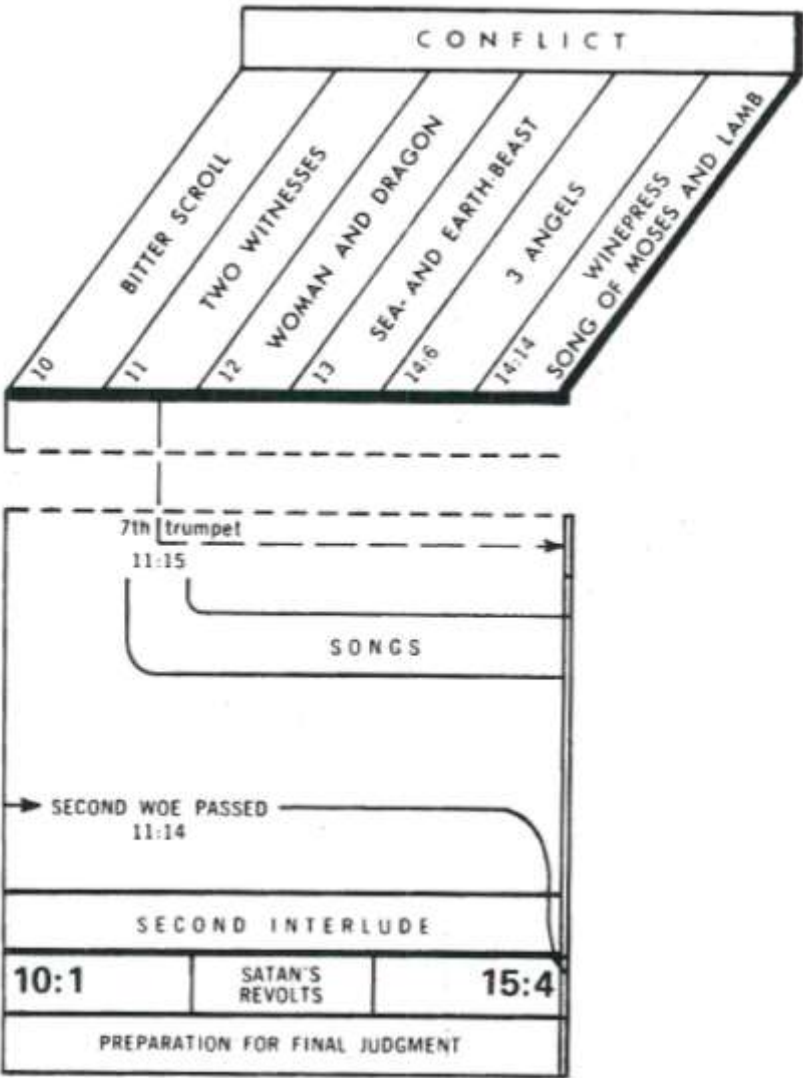 CONFLICT
BITTER SCROLL
TWO WITNESSES
WOMAN AND DRAGON
SEA- AND EARTH-BEAST
3 ANGELS
WINEPRESS
SONG OF MOSES AND LAMB
10
11
12
13
14:6
14:14
7th trumpet
11:15
SONGS
SECOND WOE PASSED
11:14
SECOND INTERLUDE
10:1
SATAN'S
REVOLTS
15:4
PREPARATION FOR FINAL JUDGMENT